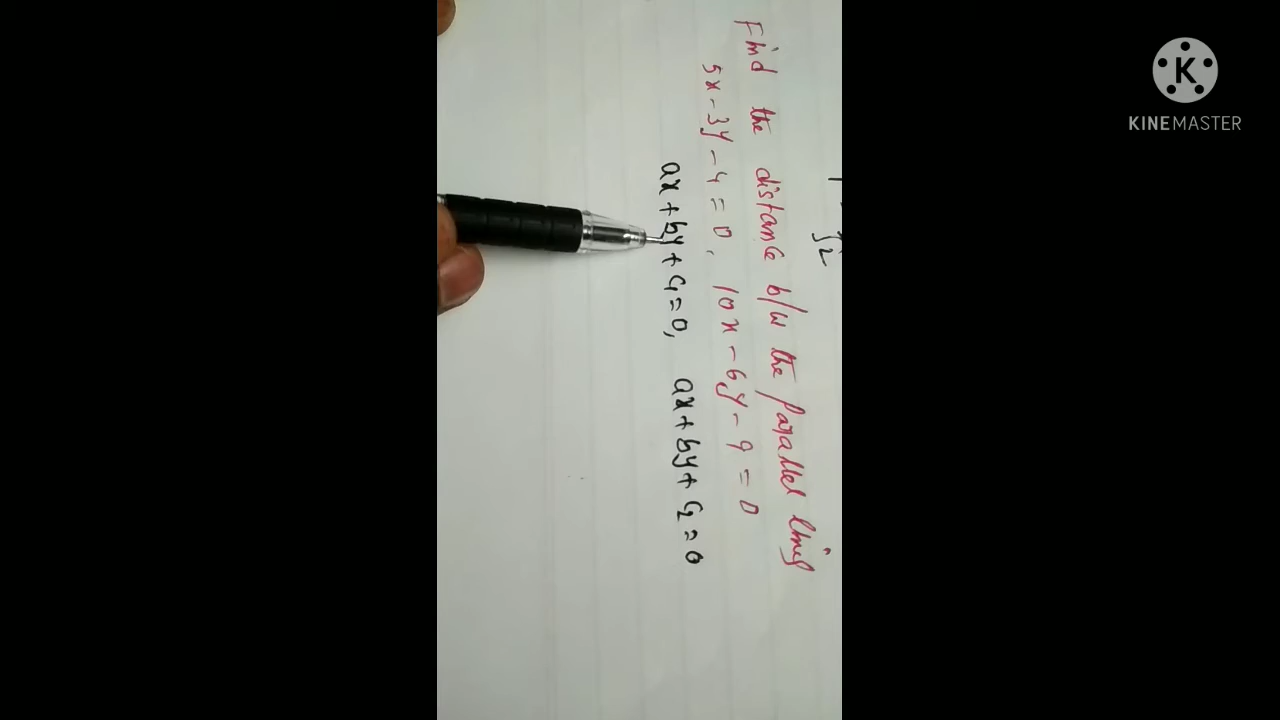 Find the distance b/w the parallel lines
5x - 3y - 4 = 0, 10x - 6y - 9 = 0
ax + by + c₁ = 0, ax + by + c₂ = 0
KINEMASTER